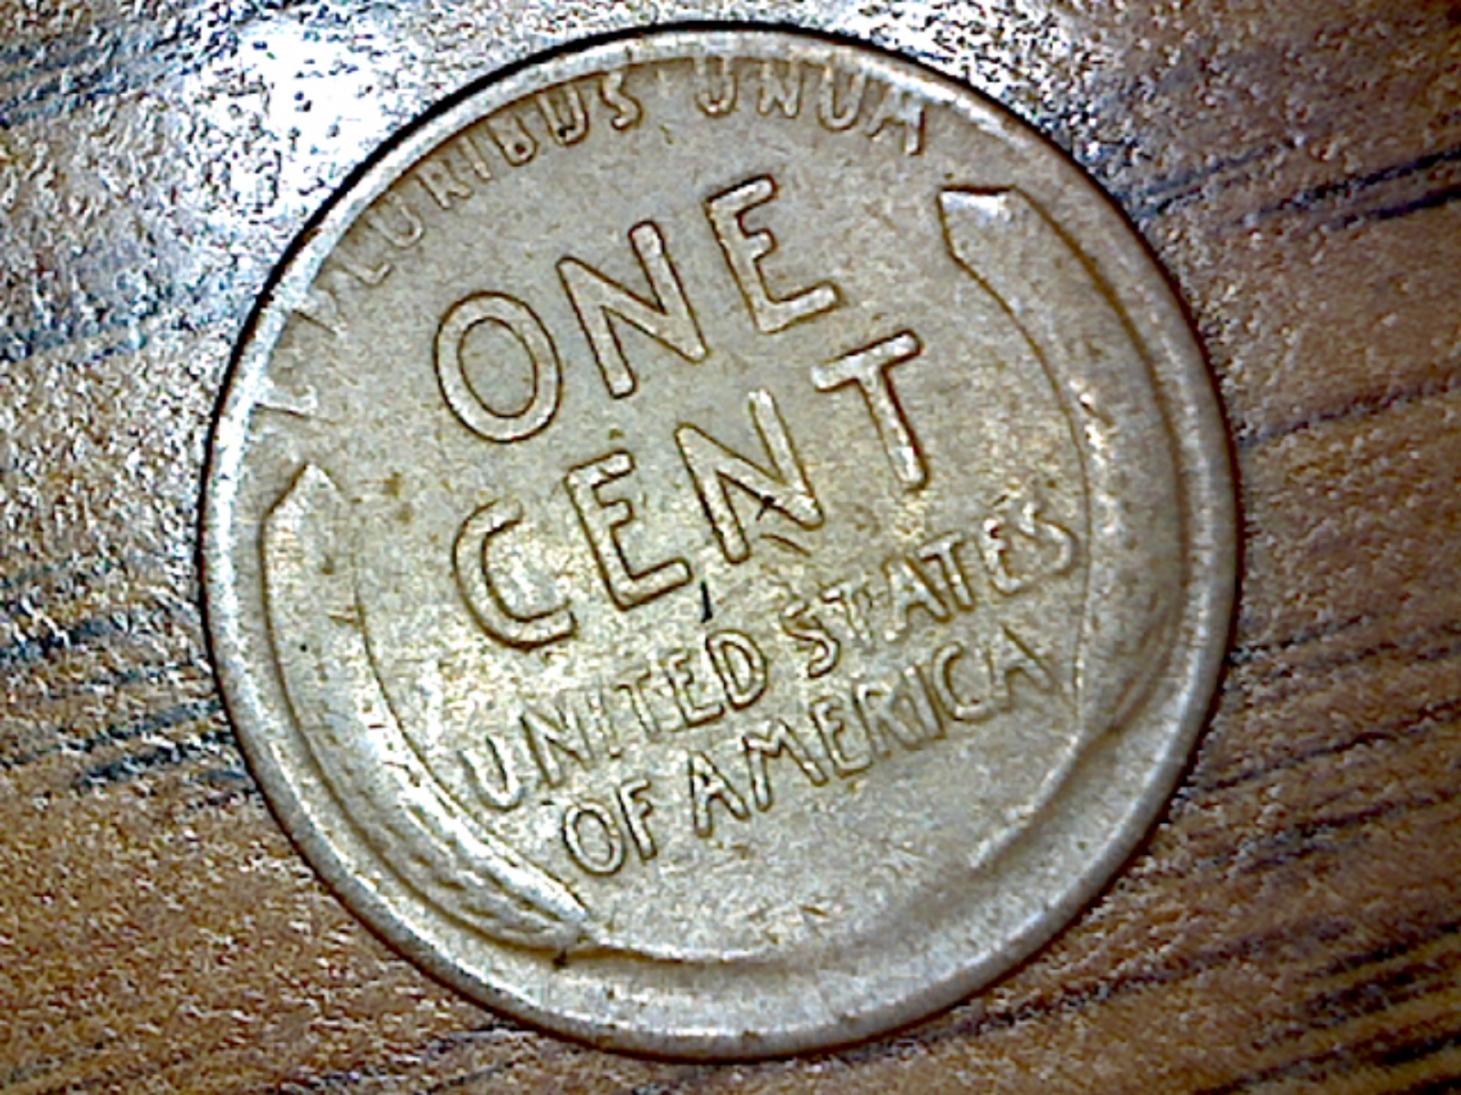 PLURIBUS UNUM
ONE
CENT
UNITED STATES
OF AMERICA